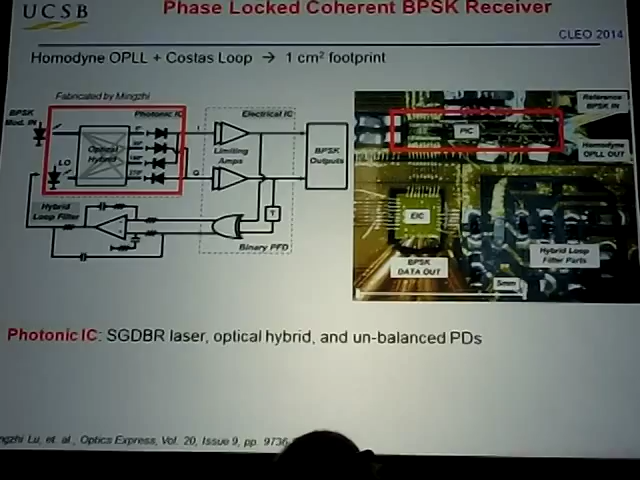 UCSB
Phase Locked Coherent BPSK Receiver
CLEO 2014
Homodyne OPLL + Costas Loop → 1 cm² footprint
Fabricated by Mingzhi
BPSK
Mod. IN
Photonic IC
Electrical IC
LO
Optical
Hybrid
I
Q
Limiting
Amps
BPSK
Outputs
Hybrid
Loop Filter
Binary PFD
Reference
BPSK IN
PIC
Homodyne
OPLL OUT
EIC
Hybrid Loop
Filter Parts
BPSK
DATA OUT
5mm
Photonic IC: SGDBR laser, optical hybrid, and un-balanced PDs
ngzhi Lu, et. al., Optics Express, Vol. 20, Issue 9, pp. 9736